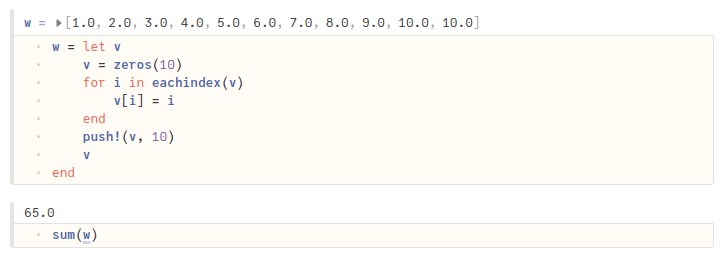 w = ▶[1.0, 2.0, 3.0, 4.0, 5.0, 6.0, 7.0, 8.0, 9.0, 10.0, 10.0]
w = let v
    v = zeros(10)
    for i in eachindex(v)
        v[i] = i
    end
    push!(v, 10)
    v
end
65.0
sum(w)